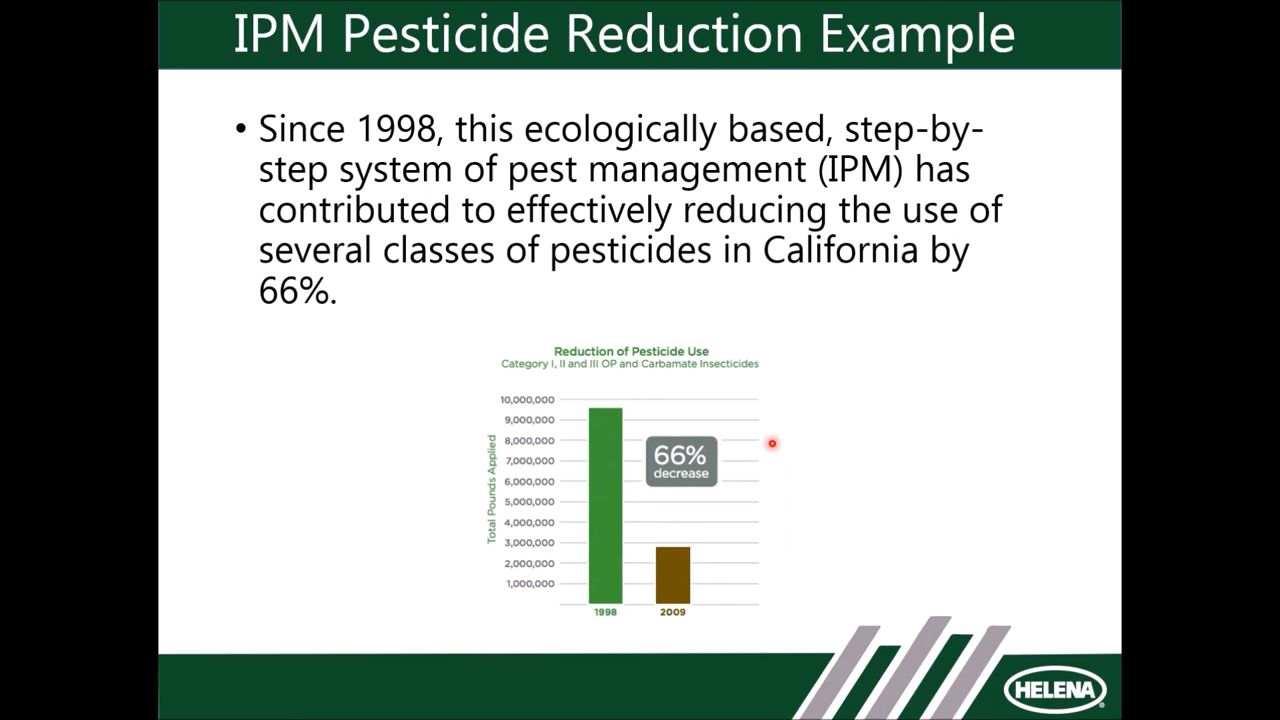 IPM Pesticide Reduction Example
• Since 1998, this ecologically based, step-by-
step system of pest management (IPM) has
contributed to effectively reducing the use of
several classes of pesticides in California by
66%.
Reduction of Pesticide Use
Category I, II and III OP and Carbamate Insecticides
Total Pounds Applied
10,000,000
9,000,000
8,000,000
7,000,000
6,000,000
5,000,000
4,000,000
3,000,000
2,000,000
1,000,000
66%
decrease
1998
2009
HELENA®